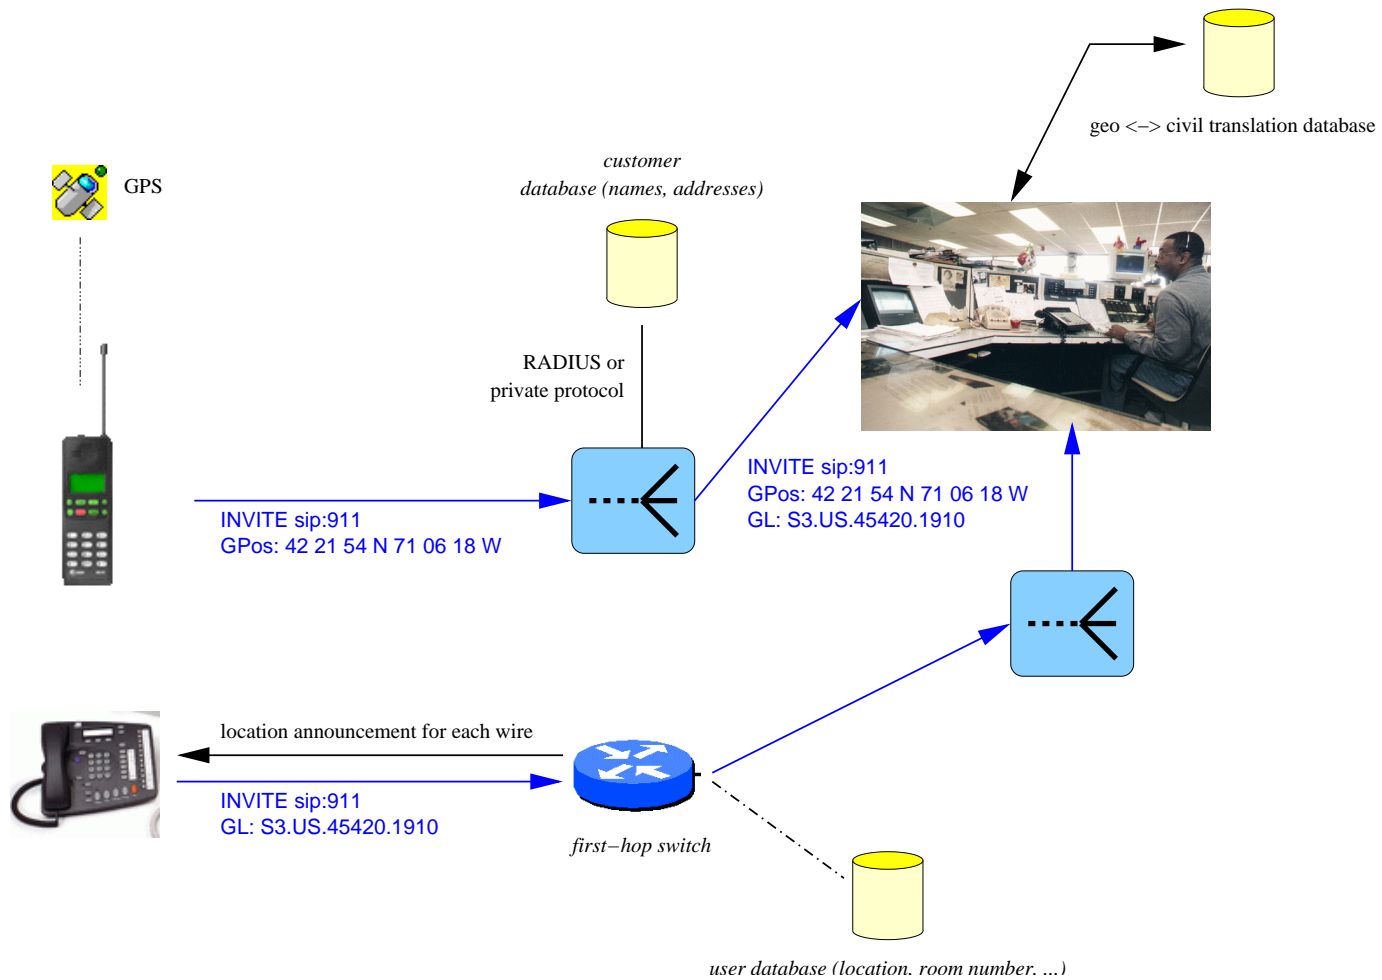 geo <−> civil translation database
customer
database (names, addresses)
GPS
RADIUS or
private protocol
INVITE sip:911
GPos: 42 21 54 N 71 06 18 W
GL: S3.US.45420.1910
INVITE sip:911
GPos: 42 21 54 N 71 06 18 W
location announcement for each wire
INVITE sip:911
GL: S3.US.45420.1910
first−hop switch
user database (location, room number, ...)